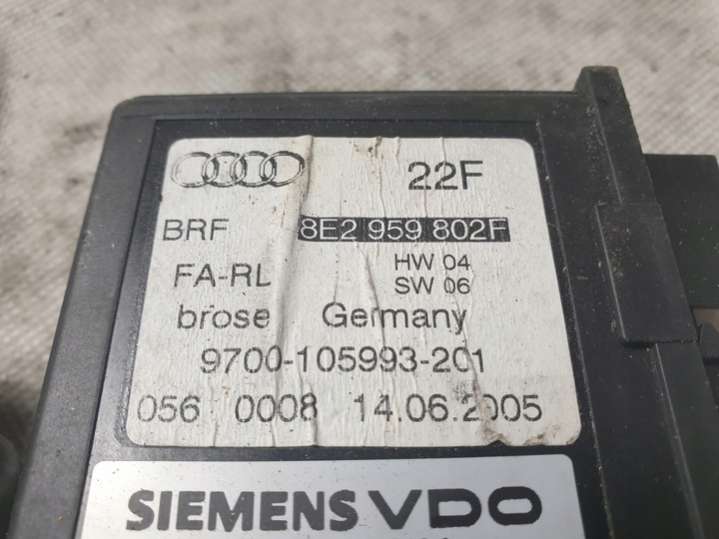 22F
BRF 8E2 959 802F
FA-RL HW 04
SW 06
brose Germany
9700-105993-201
056 0008 14.06.2005
SIEMENS VDO